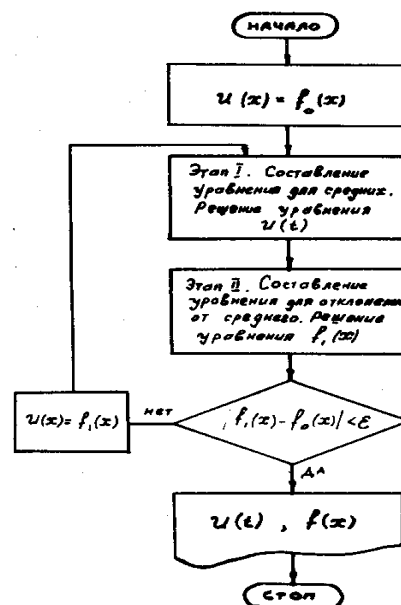 НАЧАЛО
u(x) = f₀(x)
Этап I. Составление
уравнения для средних.
Решение уравнения
u(t)
Этап II. Составление
уравнения для отклонен
от среднего. Решение
уравнения f₁(x)
|f₁(x) - f₀(x)| < ε
нет
u(x) = f₁(x)
ДА
u(t) , f(x)
СТОП